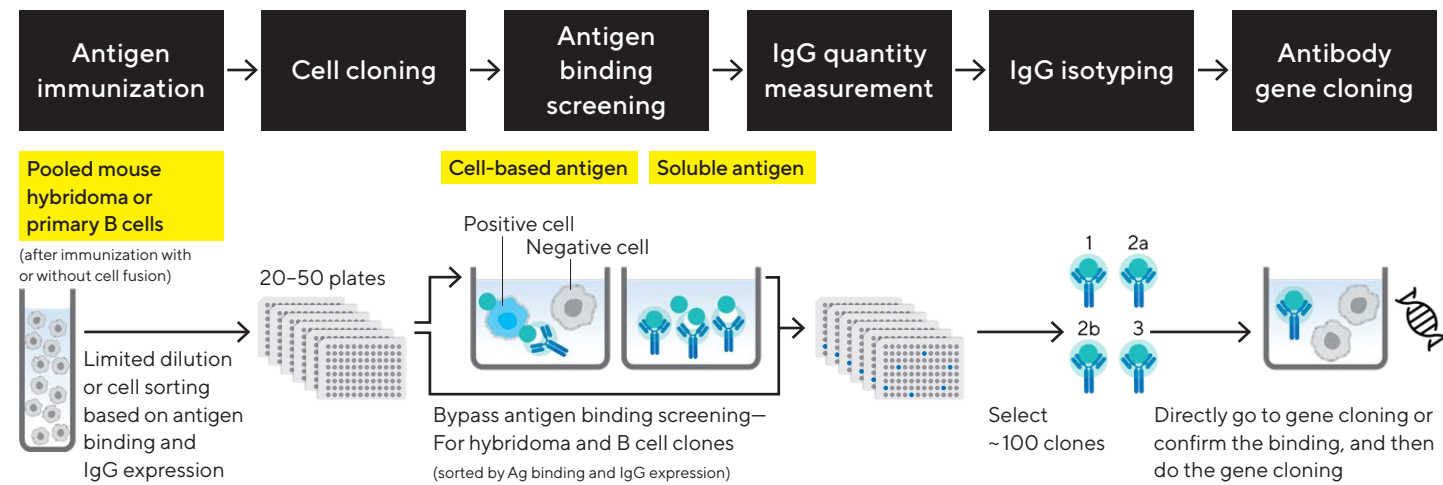 Antigen
immunization
Cell cloning
Antigen
binding
screening
IgG quantity
measurement
IgG isotyping
Antibody
gene cloning
Pooled mouse
hybridoma or
primary B cells
(after immunization with
or without cell fusion)
Limited dilution
or cell sorting
based on antigen
binding and
IgG expression
20–50 plates
Cell-based antigen
Soluble antigen
Positive cell
Negative cell
Bypass antigen binding screening—
For hybridoma and B cell clones
(sorted by Ag binding and IgG expression)
1 2a
2b 3
Select
~100 clones
Directly go to gene cloning or
confirm the binding, and then
do the gene cloning